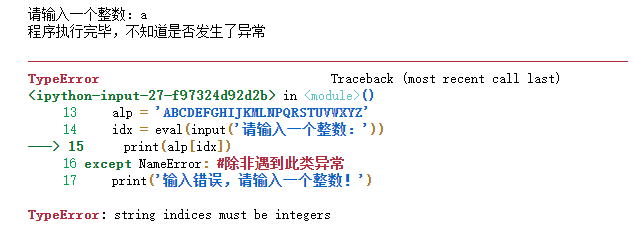 请输入一个整数：a
程序执行完毕，不知道是否发生了异常
TypeError                                 Traceback (most recent call last)
<ipython-input-27-f97324d92d2b> in <module>()
     13     alp = 'ABCDEFGHIJKMLNPQRSTUVWXYZ'
     14     idx = eval(input('请输入一个整数：'))
---> 15     print(alp[idx])
     16 except NameError: #除非遇到此类异常
     17     print('输入错误，请输入一个整数！')
TypeError: string indices must be integers